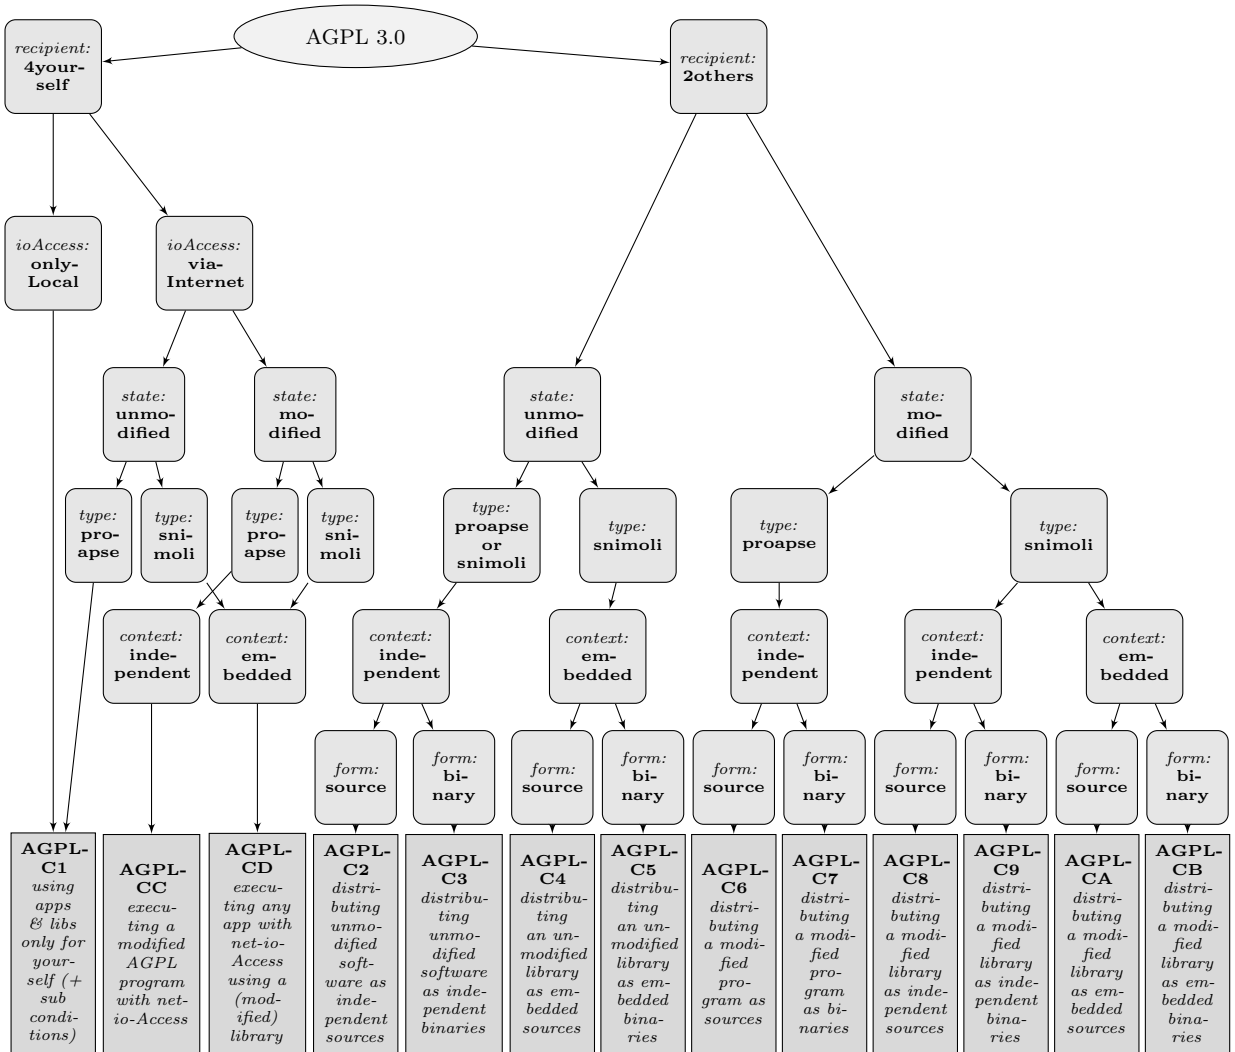 AGPL 3.0
recipient:
4your-
self
recipient:
2others
ioAccess:
only-
Local
ioAccess:
via-
Internet
state:
unmo-
dified
state:
mo-
dified
state:
unmo-
dified
state:
mo-
dified
type:
pro-
apse
type:
sni-
moli
type:
pro-
apse
type:
sni-
moli
type:
proapse
or
snimoli
type:
snimoli
type:
proapse
type:
snimoli
context:
inde-
pendent
context:
em-
bedded
context:
inde-
pendent
context:
em-
bedded
context:
inde-
pendent
context:
inde-
pendent
context:
em-
bedded
form:
source
form:
bi-
nary
form:
source
form:
bi-
nary
form:
source
form:
bi-
nary
form:
source
form:
bi-
nary
form:
source
form:
bi-
nary
AGPL-
C1
using
apps
& libs
only for
your-
self (+
sub
condi-
tions)
AGPL-
CC
execu-
ting a
modified
AGPL
program
with net-
io-Access
AGPL-
CD
execu-
ting any
app with
net-io-
Access
using a
(mod-
ified)
library
AGPL-
C2
distri-
buting
unmo-
dified
soft-
ware as
inde-
pendent
sources
AGPL-
C3
distribu-
ting
unmo-
dified
software
as inde-
pendent
binaries
AGPL-
C4
distribu-
ting
an un-
modified
library
as em-
bedded
sources
AGPL-
C5
distribu-
ting
an un-
modified
library
as em-
bedded
bina-
ries
AGPL-
C6
distri-
buting
a modi-
fied
pro-
gram as
sources
AGPL-
C7
distri-
buting
a modi-
fied
pro-
gram
as bi-
naries
AGPL-
C8
distri-
buting
a modi-
fied
library
as inde-
pendent
sources
AGPL-
C9
distri-
buting
a modi-
fied
library
as inde-
pendent
bina-
ries
AGPL-
CA
distri-
buting
a modi-
fied
library
as em-
bedded
sources
AGPL-
CB
distri-
buting
a modi-
fied
library
as em-
bedded
bina-
ries